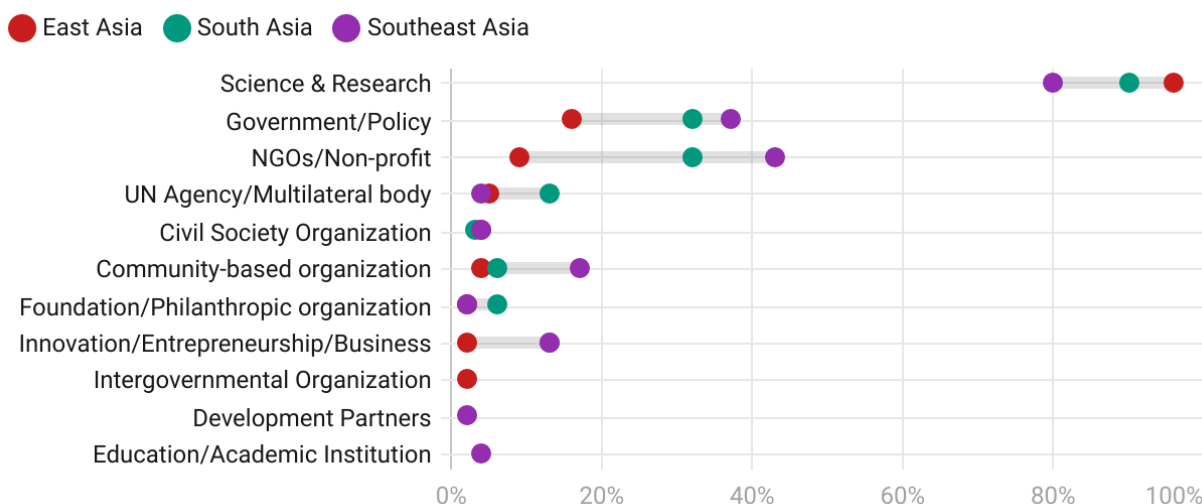 East Asia South Asia Southeast Asia
Science & Research
Government/Policy
NGOs/Non-profit
UN Agency/Multilateral body
Civil Society Organization
Community-based organization
Foundation/Philanthropic organization
Innovation/Entrepreneurship/Business
Intergovernmental Organization
Development Partners
Education/Academic Institution
0% 20% 40% 60% 80% 100%